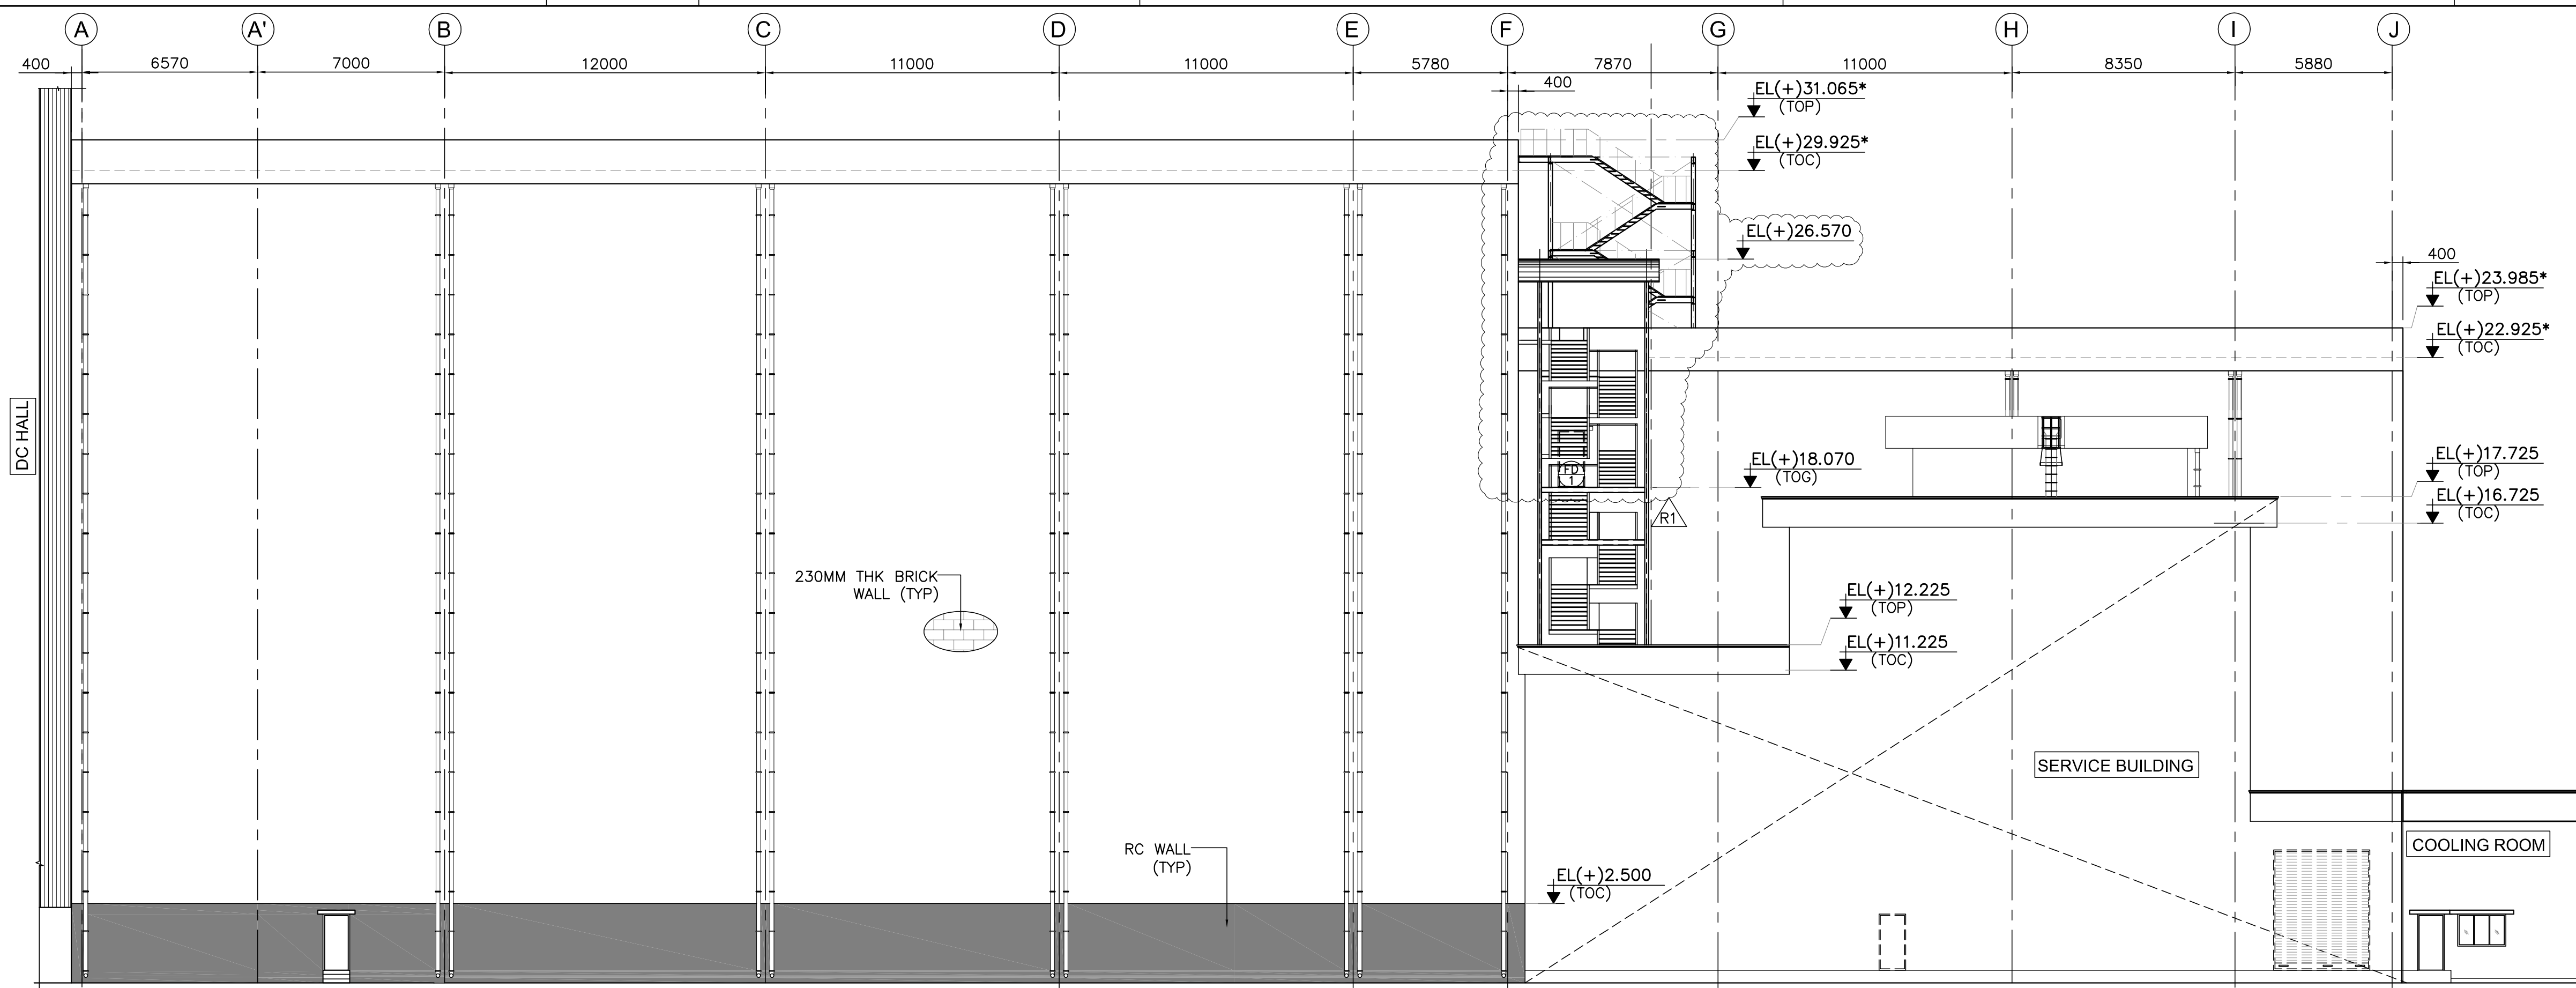 A
A'
B
C
D
E
F
G
H
I
J
400
6570
7000
12000
11000
11000
5780
7870
11000
8350
5880
400
EL(+)31.065*
(TOP)
EL(+)29.925*
(TOC)
EL(+)26.570
400
EL(+)23.985*
(TOP)
EL(+)22.925*
(TOC)
DC HALL
EL(+)18.070
(TOG)
FD
1
R1
EL(+)17.725
(TOP)
EL(+)16.725
(TOC)
230MM THK BRICK
WALL (TYP)
EL(+)12.225
(TOP)
EL(+)11.225
(TOC)
SERVICE BUILDING
RC WALL
(TYP)
EL(+)2.500
(TOC)
COOLING ROOM